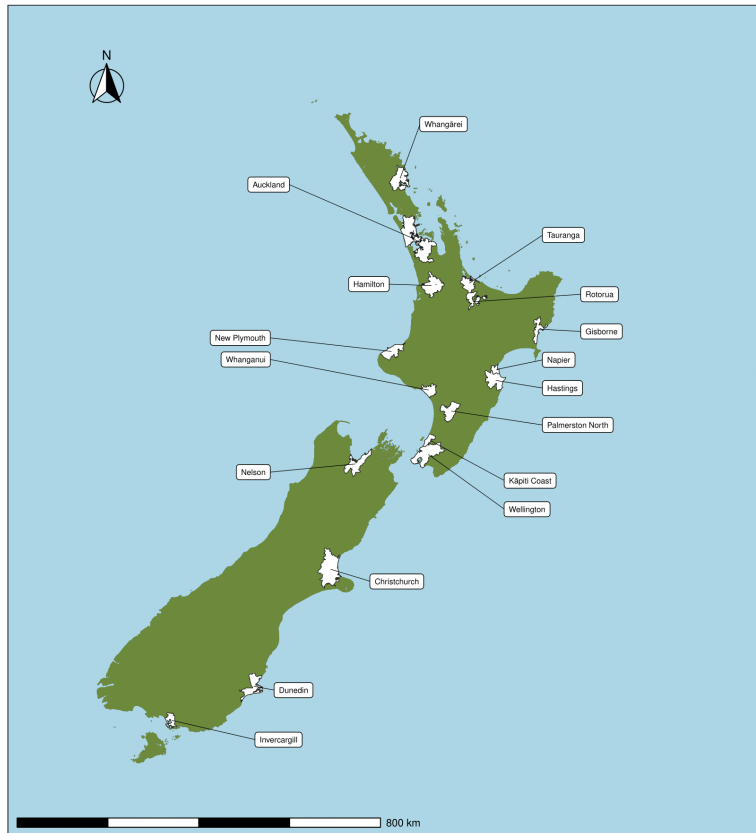 N
Whangārei
Auckland
Tauranga
Hamilton
Rotorua
Gisborne
New Plymouth
Whanganui
Napier
Hastings
Palmerston North
Nelson
Kāpiti Coast
Wellington
Christchurch
Dunedin
Invercargill
800 km